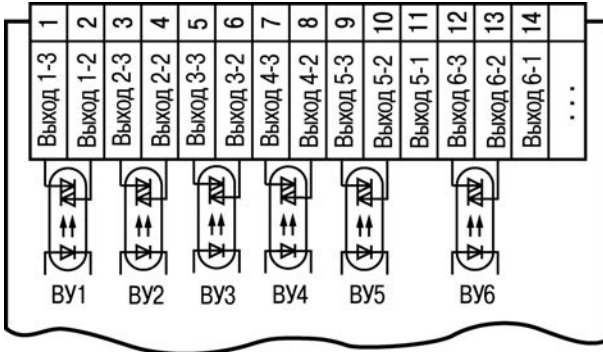 1 2 3 4 5 6 7 8 9 10 11 12 13 14
Выход 1-3
Выход 1-2
Выход 2-3
Выход 2-2
Выход 3-3
Выход 3-2
Выход 4-3
Выход 4-2
Выход 5-3
Выход 5-2
Выход 5-1
Выход 6-3
Выход 6-2
Выход 6-1
...
ВУ1 ВУ2 ВУ3 ВУ4 ВУ5 ВУ6